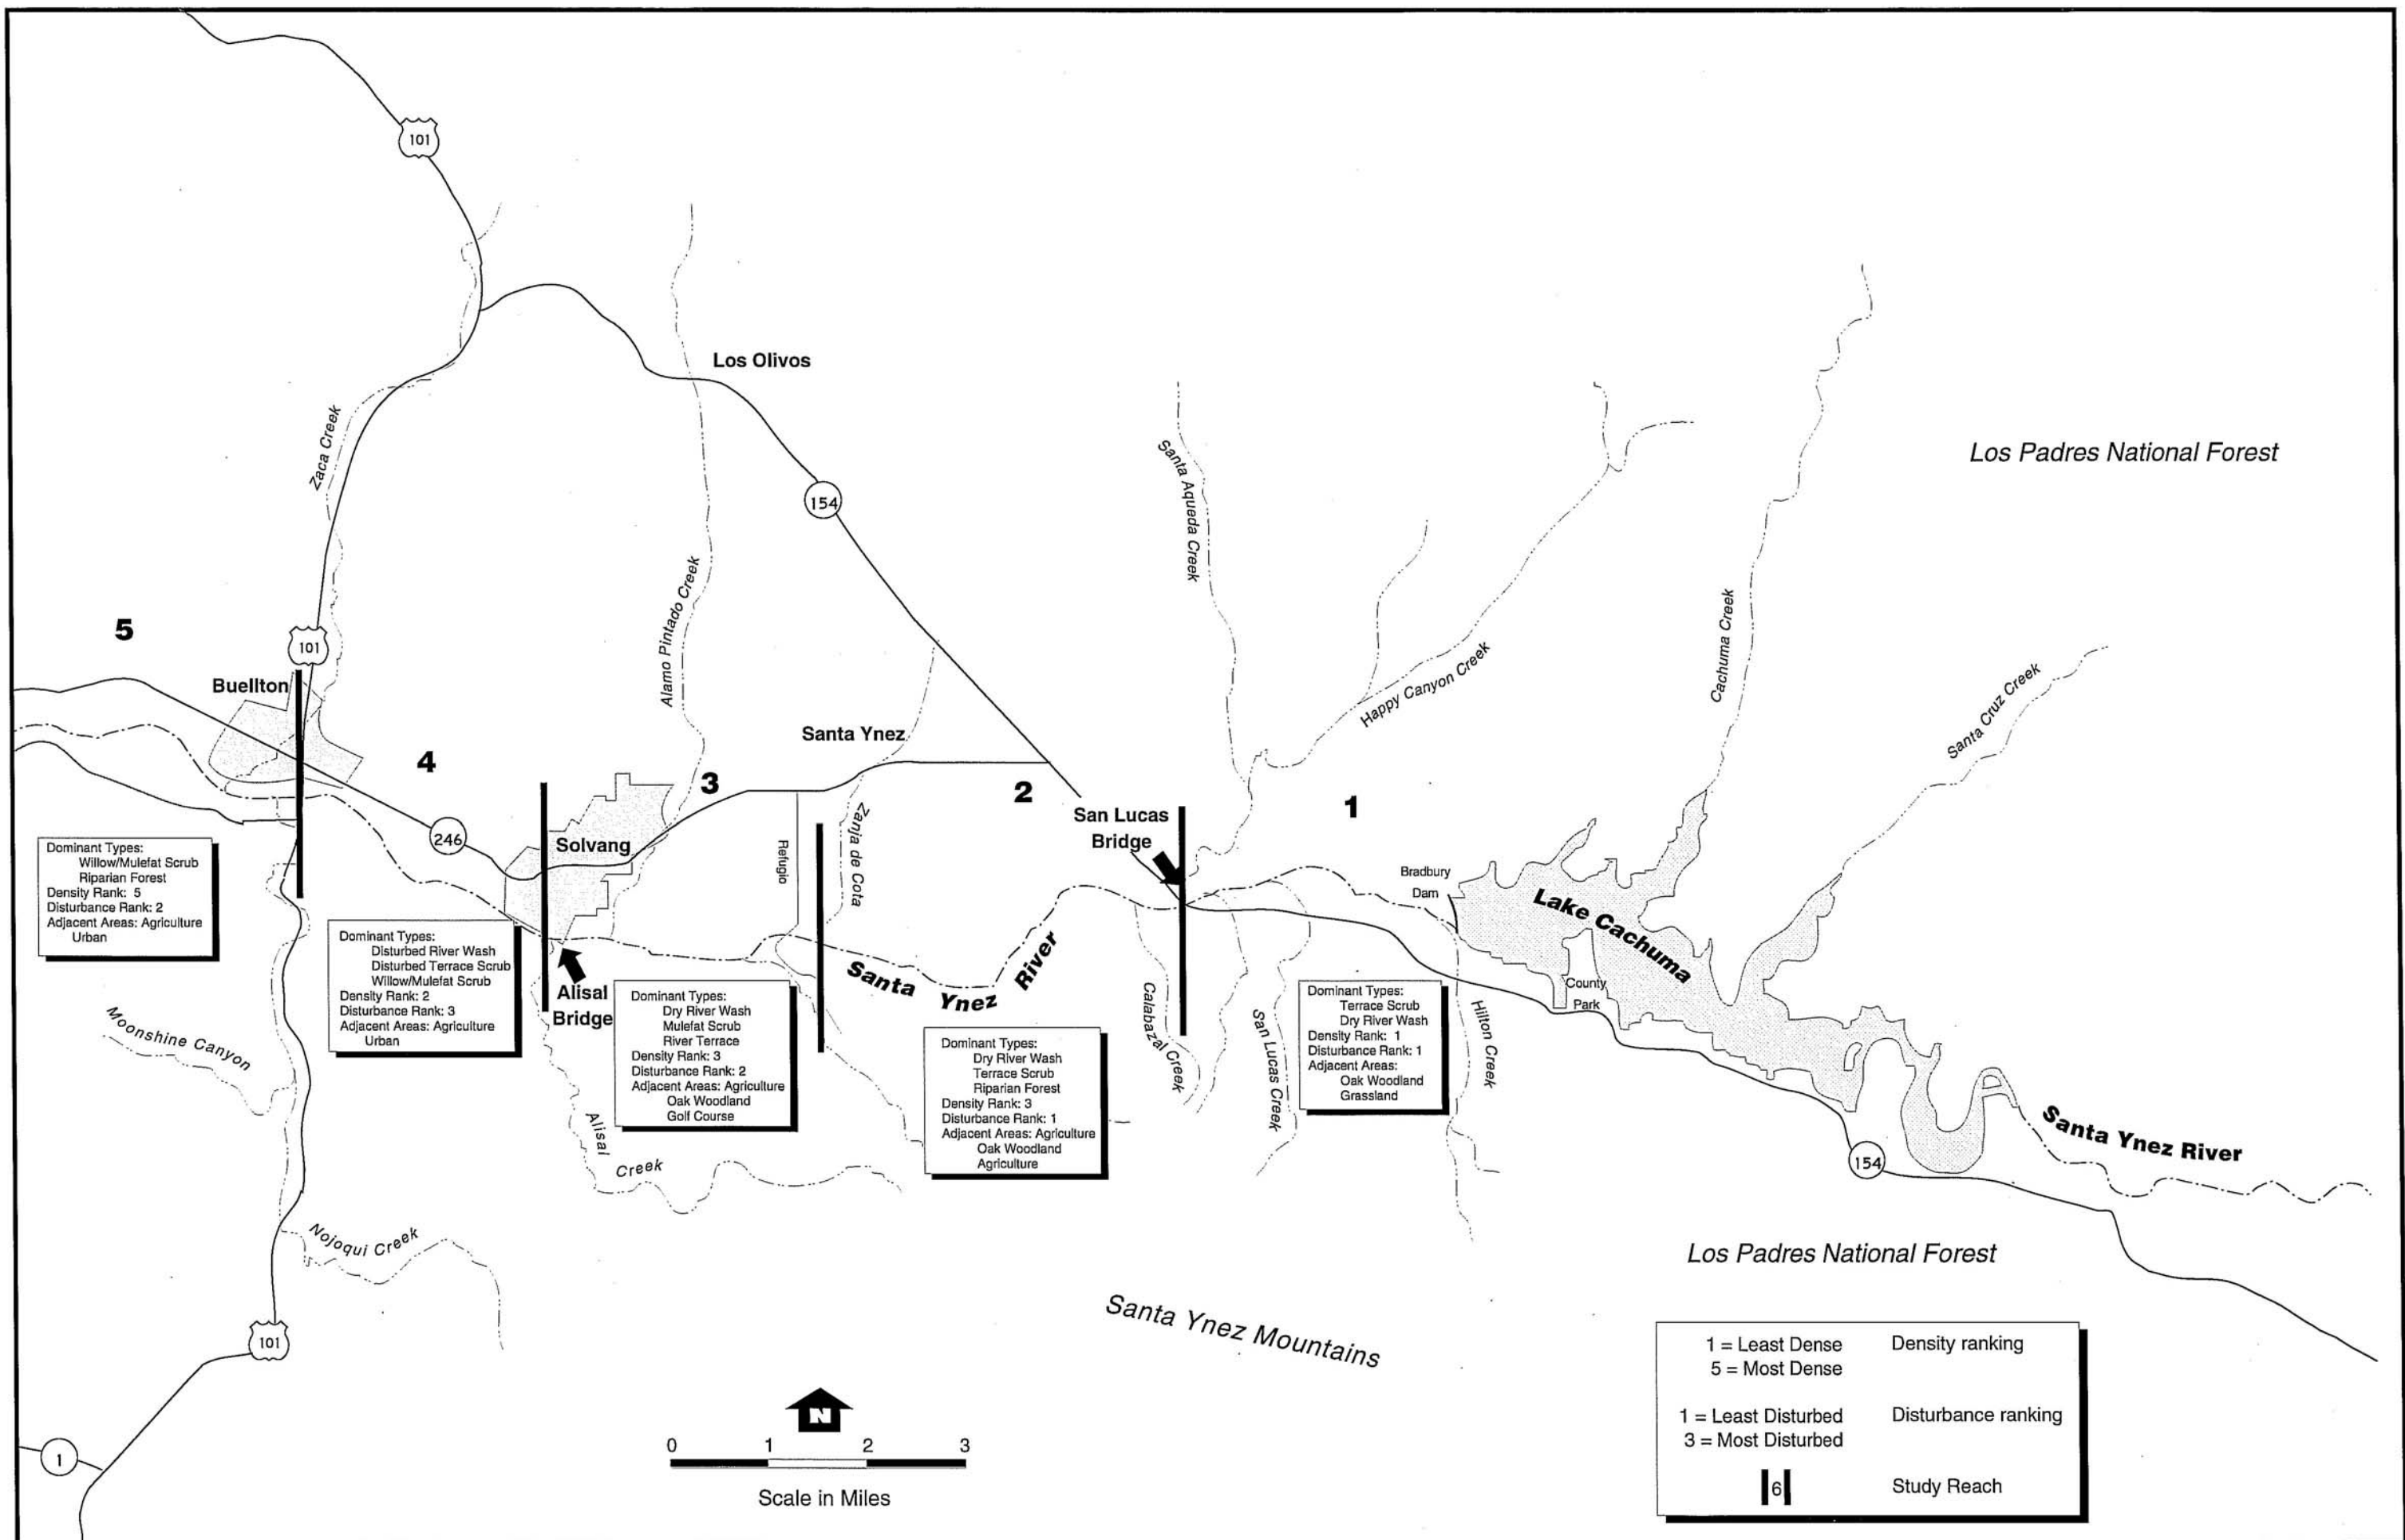 101
Los Olivos
Zaca Creek
154
Santa Aqueda Creek
Los Padres National Forest
Alamo Pintado Creek
Happy Canyon Creek
Cachuma Creek
Santa Cruz Creek
5
101
Buellton
4
3
Santa Ynez
2
1
246
Solvang
Refugio
Zanja de Cota
San Lucas
Bridge
Bradbury
Dam
Lake Cachuma
County
Park
Dominant Types:
Willow/Mulefat Scrub
Riparian Forest
Density Rank: 5
Disturbance Rank: 2
Adjacent Areas: Agriculture
Urban
Dominant Types:
Disturbed River Wash
Disturbed Terrace Scrub
Willow/Mulefat Scrub
Density Rank: 2
Disturbance Rank: 3
Adjacent Areas: Agriculture
Urban
Alisal
Bridge
Dominant Types:
Dry River Wash
Mulefat Scrub
River Terrace
Density Rank: 3
Disturbance Rank: 2
Adjacent Areas: Agriculture
Oak Woodland
Golf Course
Santa Ynez River
Dominant Types:
Dry River Wash
Terrace Scrub
Riparian Forest
Density Rank: 3
Disturbance Rank: 1
Adjacent Areas: Agriculture
Oak Woodland
Agriculture
Calabazal Creek
San Lucas Creek
Dominant Types:
Terrace Scrub
Dry River Wash
Density Rank: 1
Disturbance Rank: 1
Adjacent Areas:
Oak Woodland
Grassland
Hilton Creek
Moonshine Canyon
Alisal
Creek
Santa Ynez River
154
Nojoqui Creek
Los Padres National Forest
Santa Ynez Mountains
101
1
N
0 1 2 3
Scale in Miles
1 = Least Dense Density ranking
5 = Most Dense
1 = Least Disturbed Disturbance ranking
3 = Most Disturbed
6 Study Reach